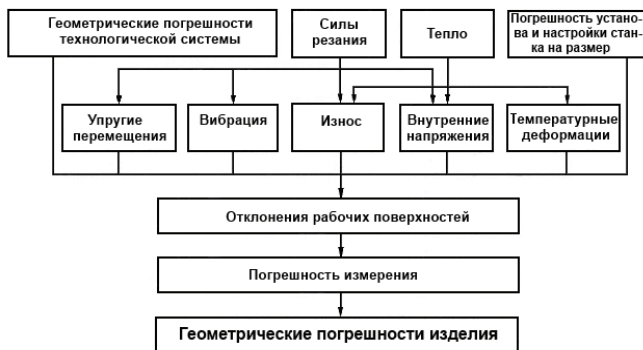 Геометрические погрешности
технологической системы
Силы
резания
Тепло
Погрешность устано-
ва и настройки стан-
ка на размер
Упругие
перемещения
Вибрация
Износ
Внутренние
напряжения
Температурные
деформации
Отклонения рабочих поверхностей
Погрешность измерения
Геометрические погрешности изделия